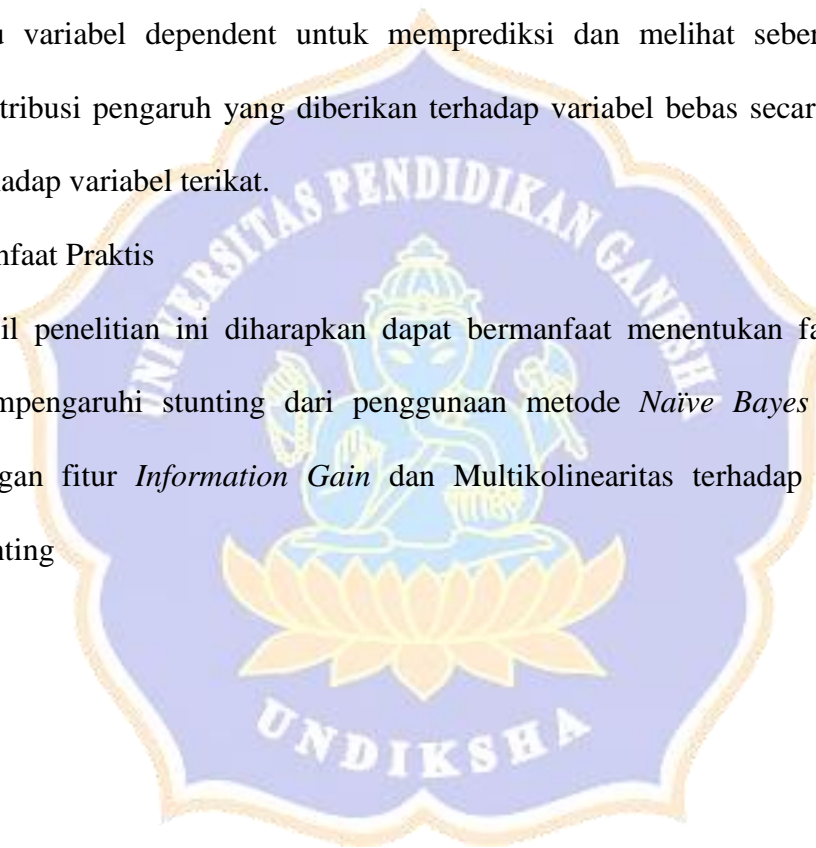 u variabel dependent untuk memprediksi dan melihat seber
tribusi pengaruh yang diberikan terhadap variabel bebas secar
adap variabel terikat.
nfaat Praktis
il penelitian ini diharapkan dapat bermanfaat menentukan fa
mpengaruhi stunting dari penggunaan metode Naïve Bayes
gan fitur Information Gain dan Multikolinearitas terhadap
nting
UNIVERSITAS PENDIDIKAN GANESHA
UNDIKSHA